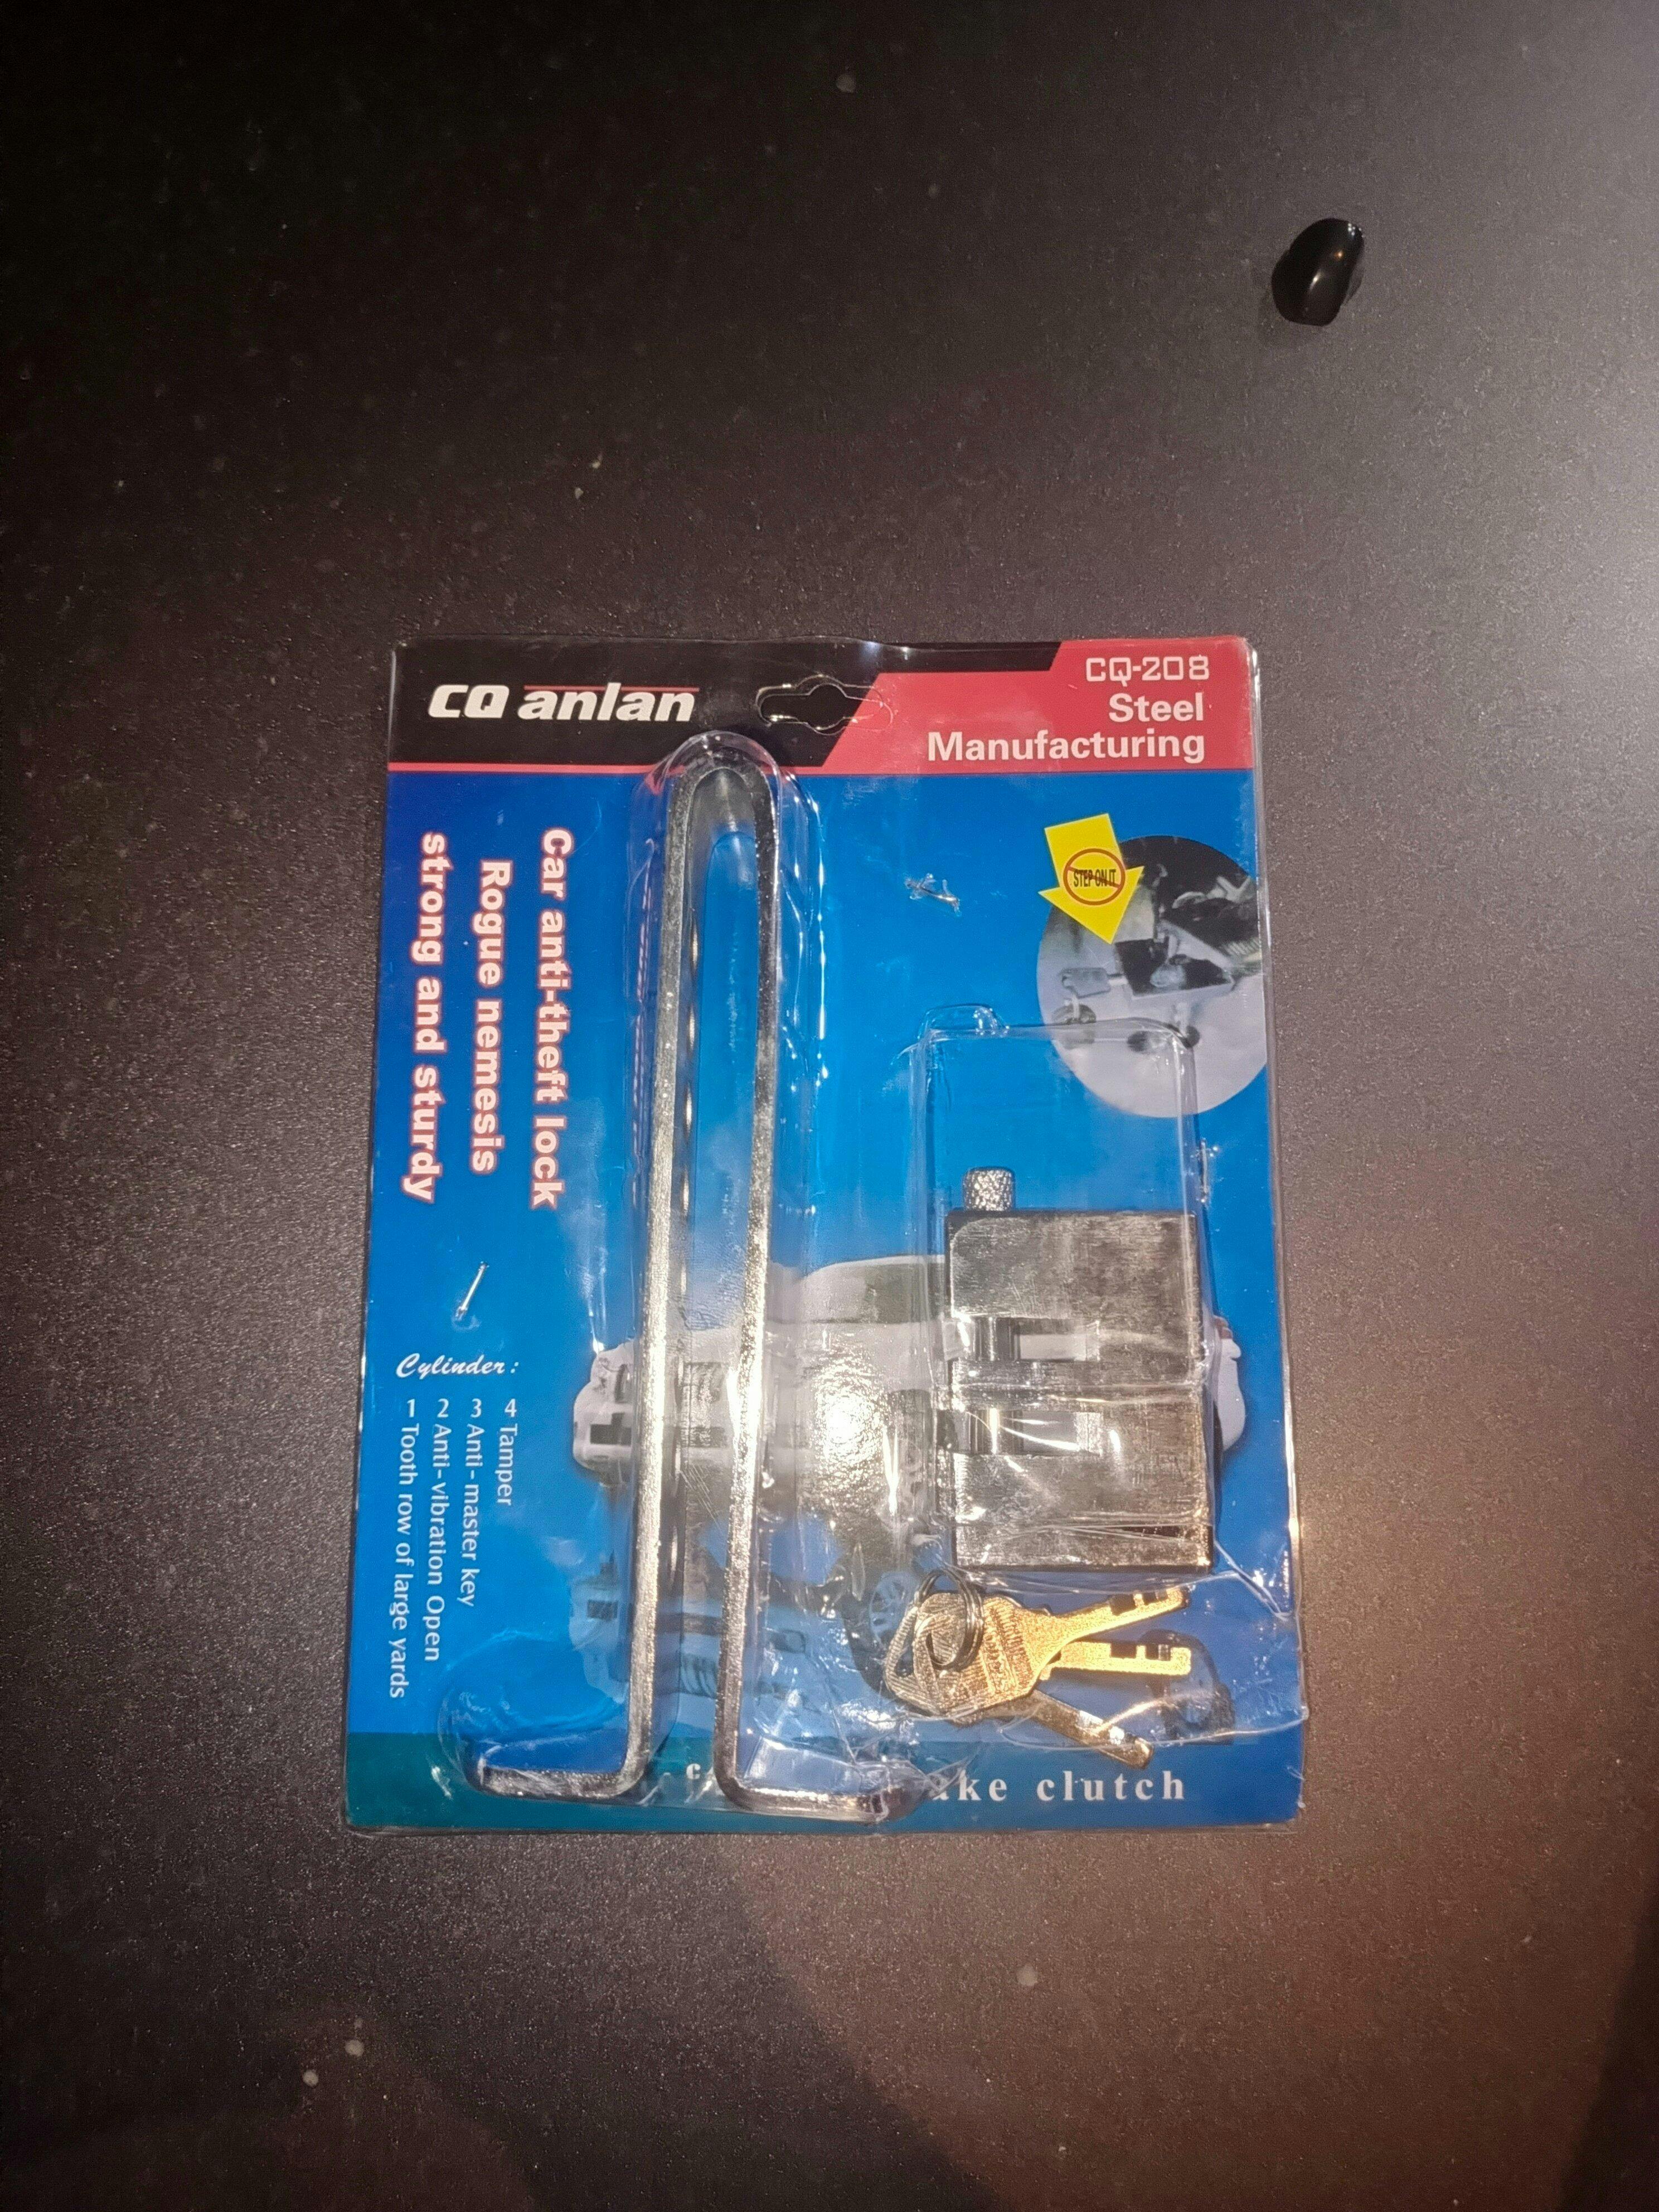 CQ anlan
CQ-208
Steel
Manufacturing
STEP ON IT
Car anti-theft lock
Rogue nemesis
strong and sturdy
Cylinder:
1 Tooth row of large yards
2 Anti-vibration Open
3 Anti-master key
4 Tamper
clutch